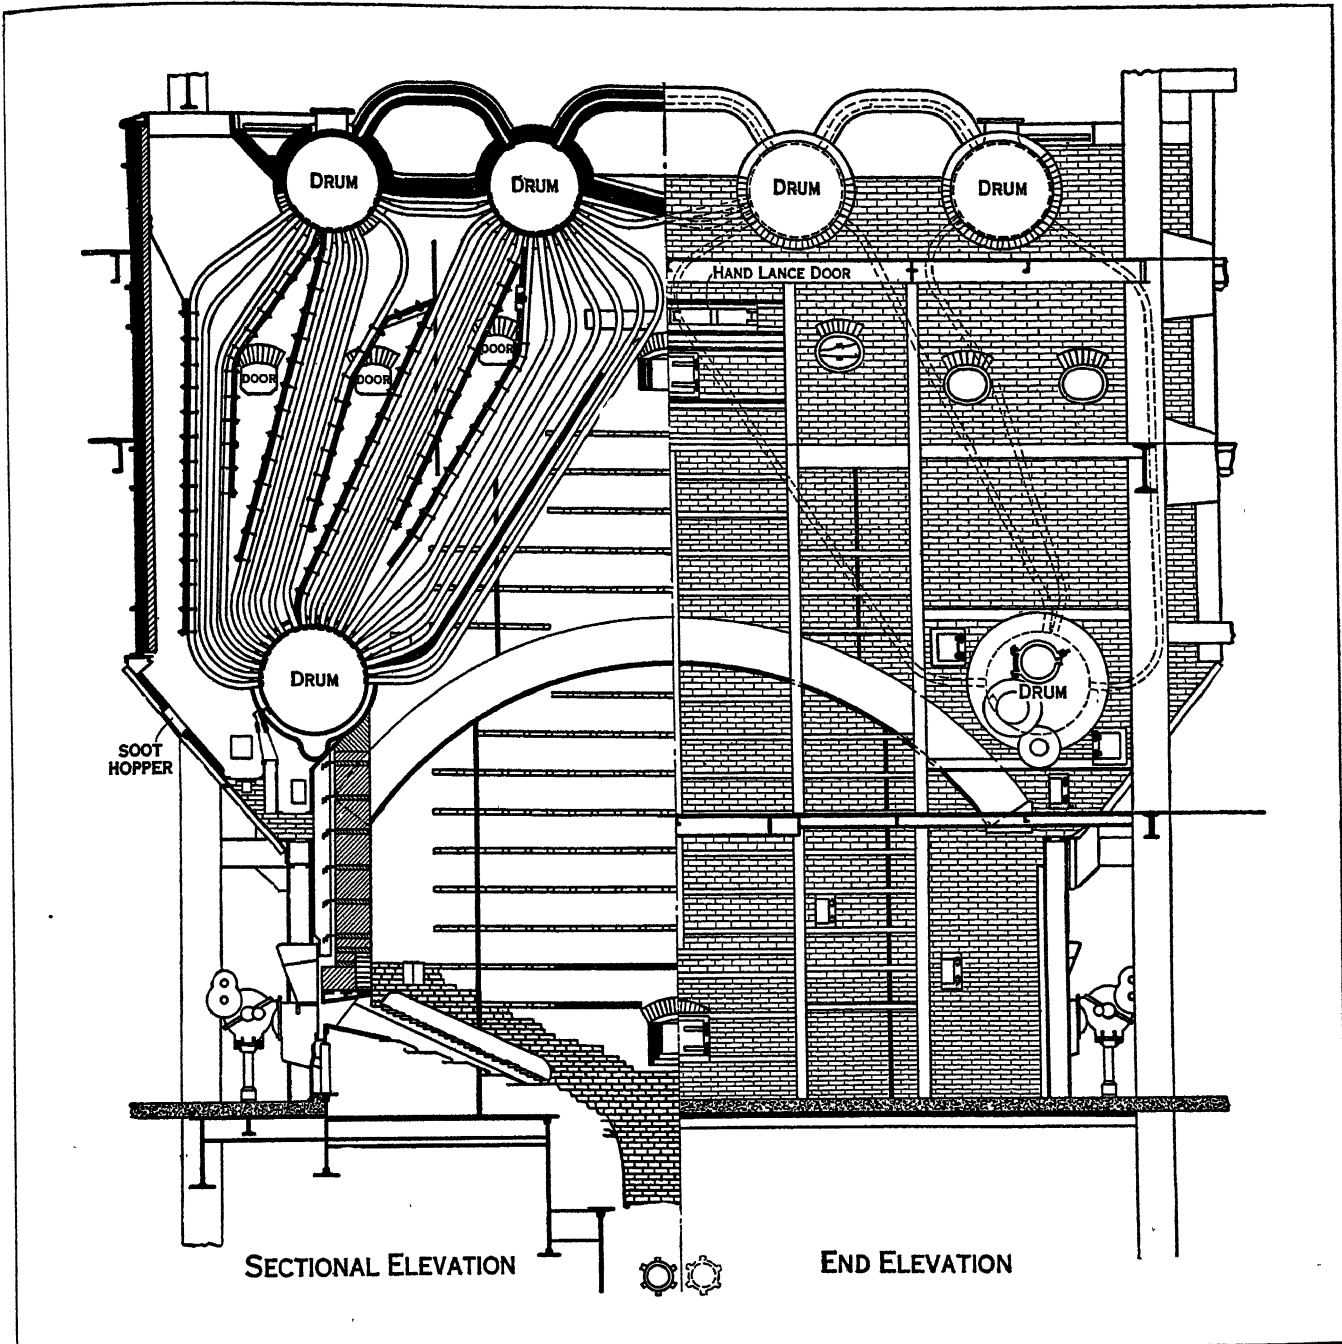 DRUM
DRUM
DRUM
DRUM
HAND LANCE DOOR
DOOR
DOOR
DOOR
DRUM
DRUM
SOOT
HOPPER
SECTIONAL ELEVATION
END ELEVATION